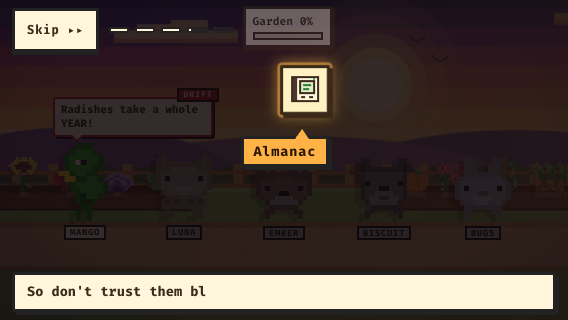 Skip ▸▸
Garden 0%
DRIFT
Radishes take a whole
YEAR!
Almanac
MANGO
LUNA
EMBER
BISCUIT
BUGS
So don't trust them bl